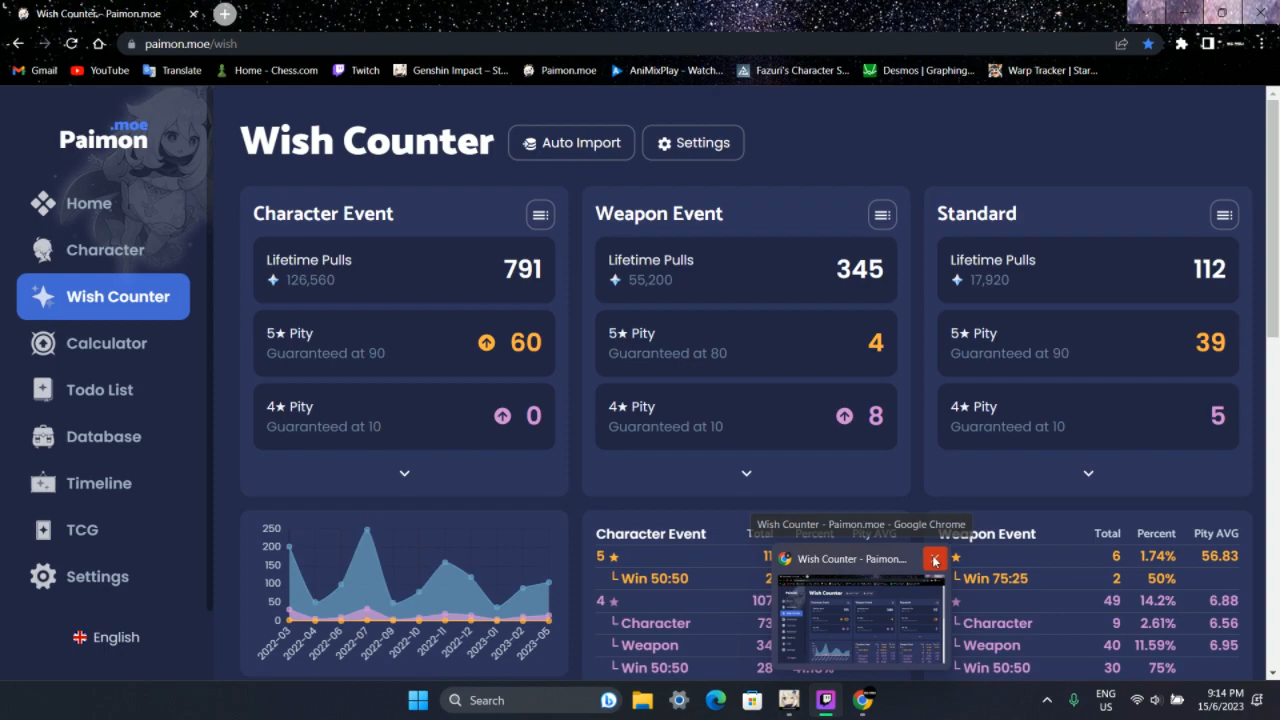 Wish Counter - Paimon.moe
paimon.moe/wish
Gmail
YouTube
Translate
Home - Chess.com
Twitch
Genshin Impact – St...
Paimon.moe
AniMixPlay - Watch...
Fazuri's Character S...
Desmos | Graphing...
Warp Tracker | Star...
.moe
Paimon
Home
Character
Wish Counter
Calculator
Todo List
Database
Timeline
TCG
Settings
English
Wish Counter
Auto Import
Settings
Character Event
Lifetime Pulls
126,560
791
5★ Pity
Guaranteed at 90
60
4★ Pity
Guaranteed at 10
0
Weapon Event
Lifetime Pulls
55,200
345
5★ Pity
Guaranteed at 80
4
4★ Pity
Guaranteed at 10
8
Standard
Lifetime Pulls
17,920
112
5★ Pity
Guaranteed at 90
39
4★ Pity
Guaranteed at 10
5
250
200
150
100
50
0
2022-03
2022-04
2022-06
2022-08
2022-09
2022-10
2022-11
2022-12
2023-01
2023-03
2023-05
Character Event
5 ★
└ Win 50:50
4 ★
107
└ Character
73
└ Weapon
34
└ Win 50:50
28
Wish Counter - Paimon.moe - Google Chrome
Wish Counter - Paimon...
Weapon Event Total Percent Pity AVG
★ 6 1.74% 56.83
└ Win 75:25 2 50%
★ 49 14.2% 6.88
└ Character 9 2.61% 6.56
└ Weapon 40 11.59% 6.95
└ Win 50:50 30 75%
Search
ENG
US
9:14 PM
15/6/2023